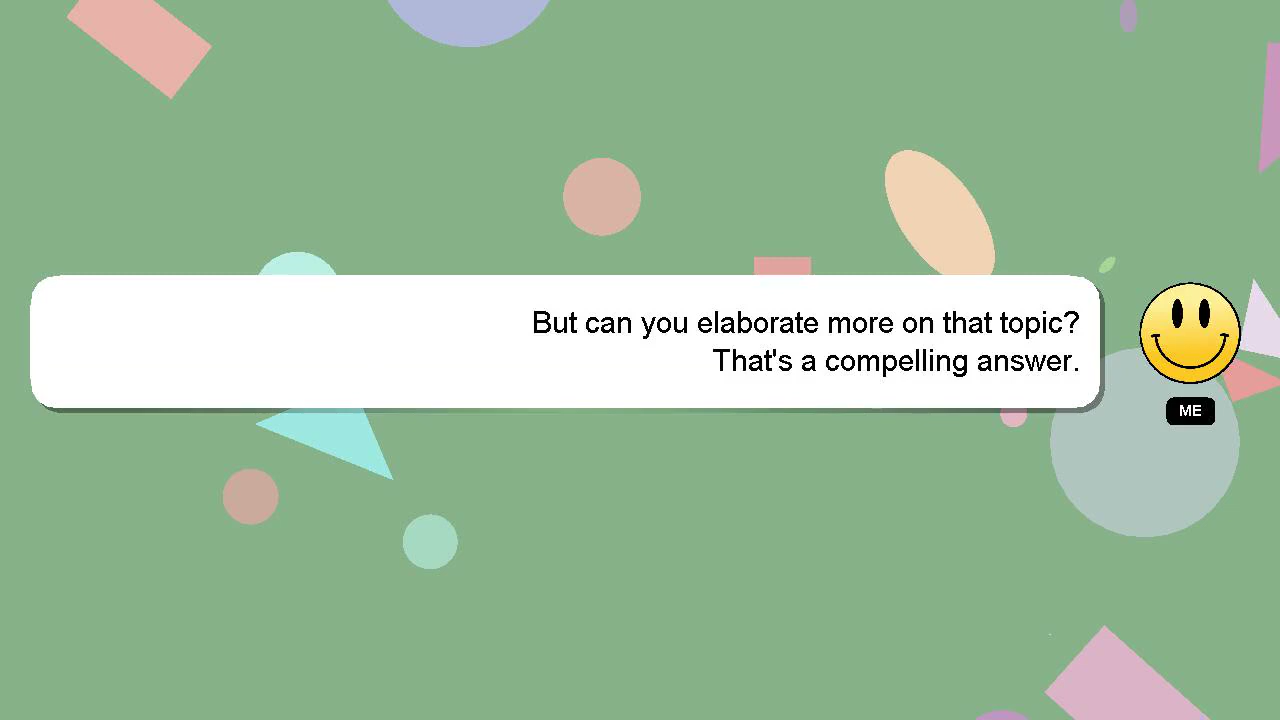 But can you elaborate more on that topic?
That's a compelling answer.
ME